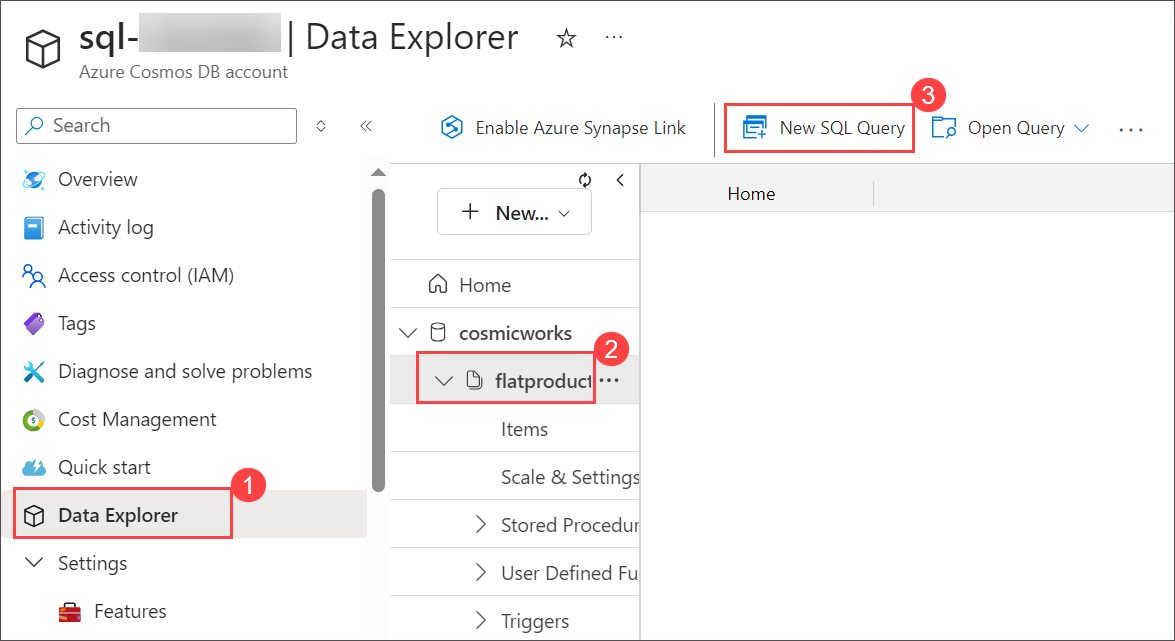 sql- | Data Explorer ...
Azure Cosmos DB account
Search
Overview
Activity log
Access control (IAM)
Tags
Diagnose and solve problems
Cost Management
Quick start
1
Data Explorer
Settings
Features
Enable Azure Synapse Link
New SQL Query
3
Open Query
...
New...
Home
cosmicworks
2
flatproduct
...
Items
Scale & Settings
Stored Procedur
User Defined Fu
Triggers
Home